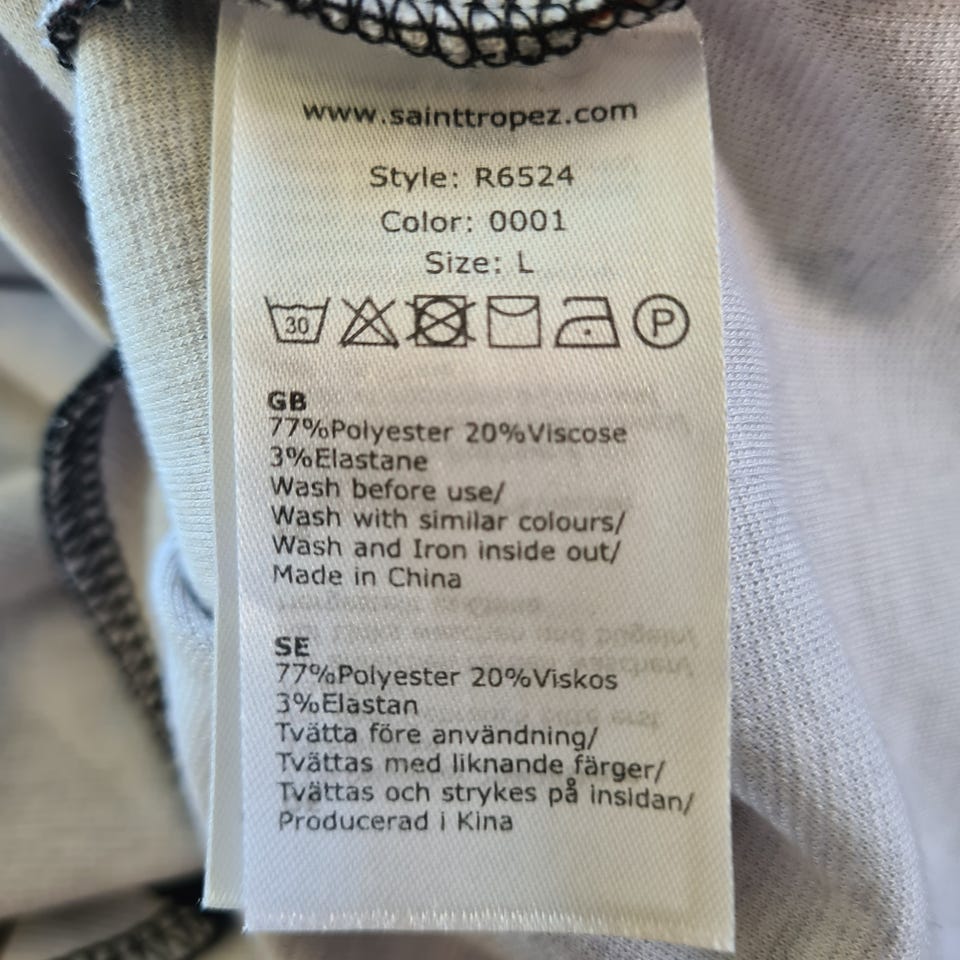 www.sainttropez.com
Style: R6524
Color: 0001
Size: L
30 P
GB
77%Polyester 20%Viscose
3%Elastane
Wash before use/
Wash with similar colours/
Wash and Iron inside out/
Made in China
SE
77%Polyester 20%Viskos
3%Elastan
Tvätta före användning/
Tvättas med liknande färger/
Tvättas och strykes på insidan/
Producerad i Kina